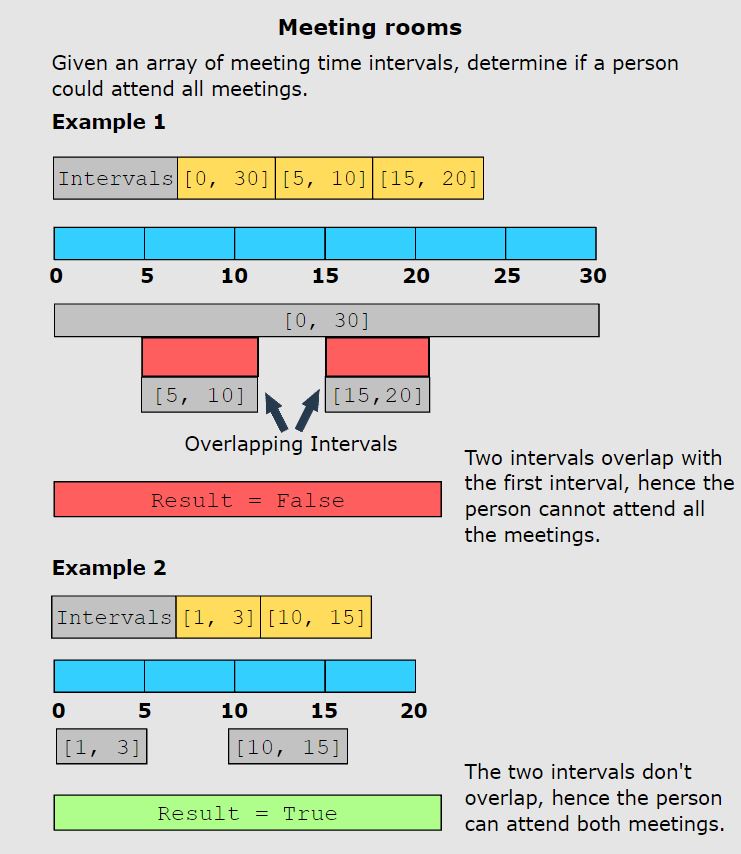 Meeting rooms
Given an array of meeting time intervals, determine if a person
could attend all meetings.
Example 1
Intervals [0, 30] [5, 10] [15, 20]
0 5 10 15 20 25 30
[0, 30]
[5, 10] [15,20]
Overlapping Intervals
Two intervals overlap with
the first interval, hence the
person cannot attend all
the meetings.
Result = False
Example 2
Intervals [1, 3] [10, 15]
0 5 10 15 20
[1, 3] [10, 15]
The two intervals don't
overlap, hence the person
can attend both meetings.
Result = True